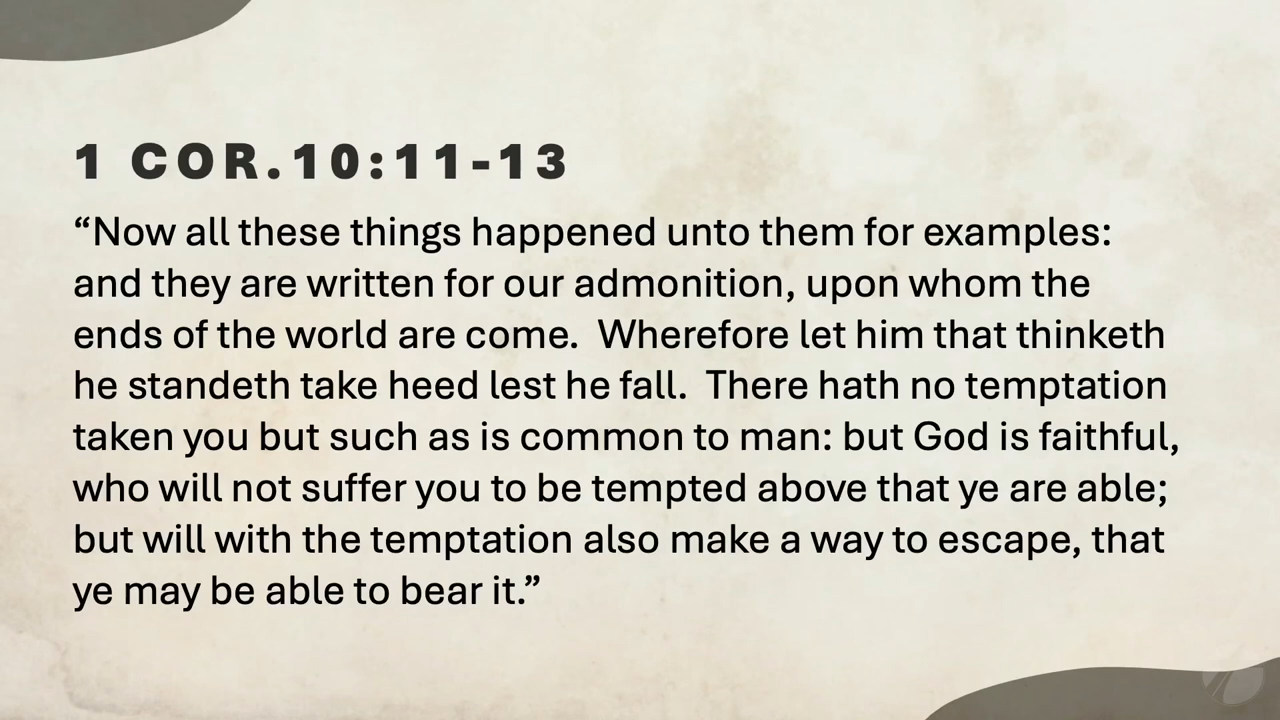 1 COR.10:11-13
“Now all these things happened unto them for examples:
and they are written for our admonition, upon whom the
ends of the world are come.  Wherefore let him that thinketh
he standeth take heed lest he fall.  There hath no temptation
taken you but such as is common to man: but God is faithful,
who will not suffer you to be tempted above that ye are able;
but will with the temptation also make a way to escape, that
ye may be able to bear it.”